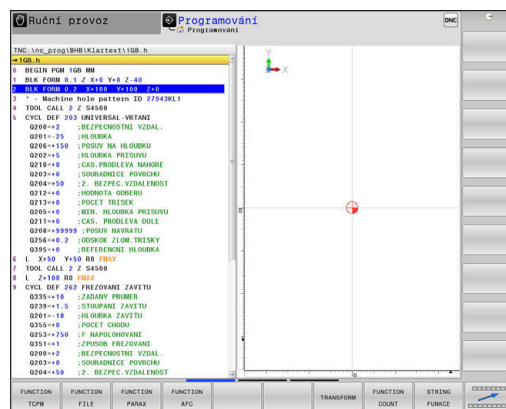 Ruční provoz
Programování
Programování
DNC
TNC:\nc_prog\BHB\Klartext\1GB.h
→1GB.h
0 BEGIN PGM 1GB MM
1 BLK FORM 0.1 Z X+0 Y+0 Z-40
2 BLK FORM 0.2 X+100 Y+100 Z+0
3 * - Machine hole pattern ID 27943KL1
4 TOOL CALL 2 Z S4500
5 CYCL DEF 203 UNIVERSAL-VRTANI
Q200=+2 ;BEZPECNOSTNI VZDAL.
Q201=-25 ;HLOUBKA
Q206=+150 ;POSUV NA HLOUBKU
Q202=+5 ;HLOUBKA PRISUVU
Q210=+0 ;CAS.PRODLEVA NAHORE
Q203=+0 ;SOURADNICE POVRCHU
Q204=+50 ;2. BEZPEC.VZDALENOST
Q212=+0 ;HODNOTA ODBERU
Q213=+0 ;POCET TRISEK
Q205=+0 ;MIN. HLOUBKA PRISUVU
Q211=+0 ;CAS. PRODLEVA DOLE
Q208=+99999 ;POSUV NAVRATU
Q256=+0.2 ;ODSKOK ZLOM.TRISKY
Q395=+0 ;REFERENCNI HLOUBKA
6 L X+50 Y+50 R0 FMAX
7 TOOL CALL 2 Z S4500
8 L Z+100 R0 FMAX
9 CYCL DEF 262 FREZOVANI ZAVITU
Q335=+10 ;ZADANY PRUMER
Q239=+1.5 ;STOUPANI ZAVITU
Q201=-18 ;HLOUBKA ZAVITU
Q355=+0 ;POCET CHODU
Q253=+750 ;F NAPOLOHOVANI
Q351=+1 ;ZPUSOB FREZOVANI
Q200=+2 ;BEZPECNOSTNI VZDAL.
Q203=+0 ;SOURADNICE POVRCHU
Q204=+50 ;2. BEZPEC.VZDALENOST
Y
X
0
0
FUNCTION TCPM
FUNCTION FILE
FUNCTION PARAX
FUNCTION AFC
TRANSFORM
FUNCTION COUNT
STRING FUNKCE